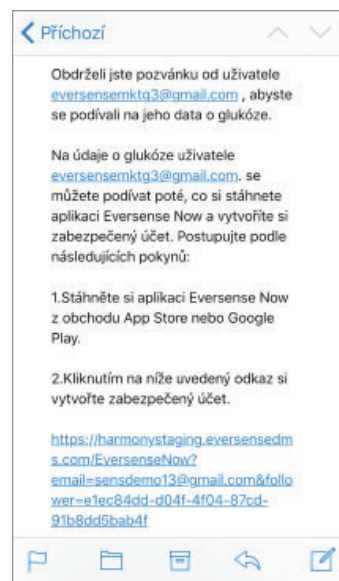 Příchozí
Obdrželi jste pozvánku od uživatele
eversensemktg3@gmail.com , abyste
se podívali na jeho data o glukóze.
Na údaje o glukóze uživatele
eversensemktg3@gmail.com. se
můžete podívat poté, co si stáhnete
aplikaci Eversense Now a vytvoříte si
zabezpečený účet. Postupujte podle
následujících pokynů:
1.Stáhněte si aplikaci Eversense Now
z obchodu App Store nebo Google
Play.
2.Kliknutím na níže uvedený odkaz si
vytvořte zabezpečený účet.
https://harmonystaging.eversensedm
s.com/EversenseNow?
email=sensdemo13@gmail.com&follo
wer=e1ec84dd-d04f-4f04-87cd-
91b8dd5bab4f